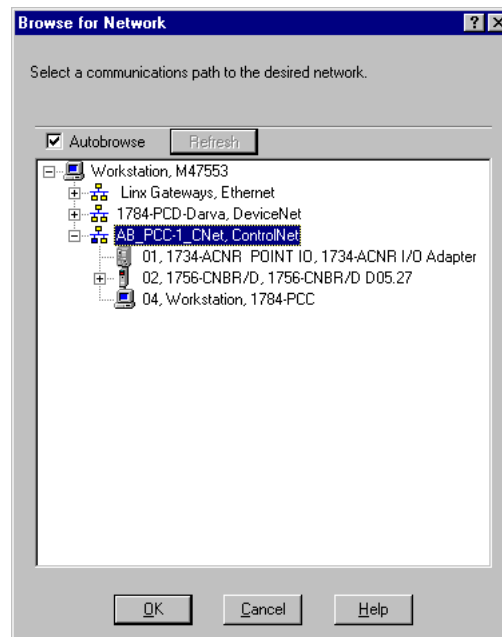 Browse for Network
Select a communications path to the desired network.
Autobrowse Refresh
Workstation, M47553
Linx Gateways, Ethernet
1784-PCD-Darva, DeviceNet
AB_PCC-1_CNet, ControlNet
01, 1734-ACNR POINT IO, 1734-ACNR I/O Adapter
02, 1756-CNBR/D, 1756-CNBR/D D05.27
04, Workstation, 1784-PCC
OK Cancel Help